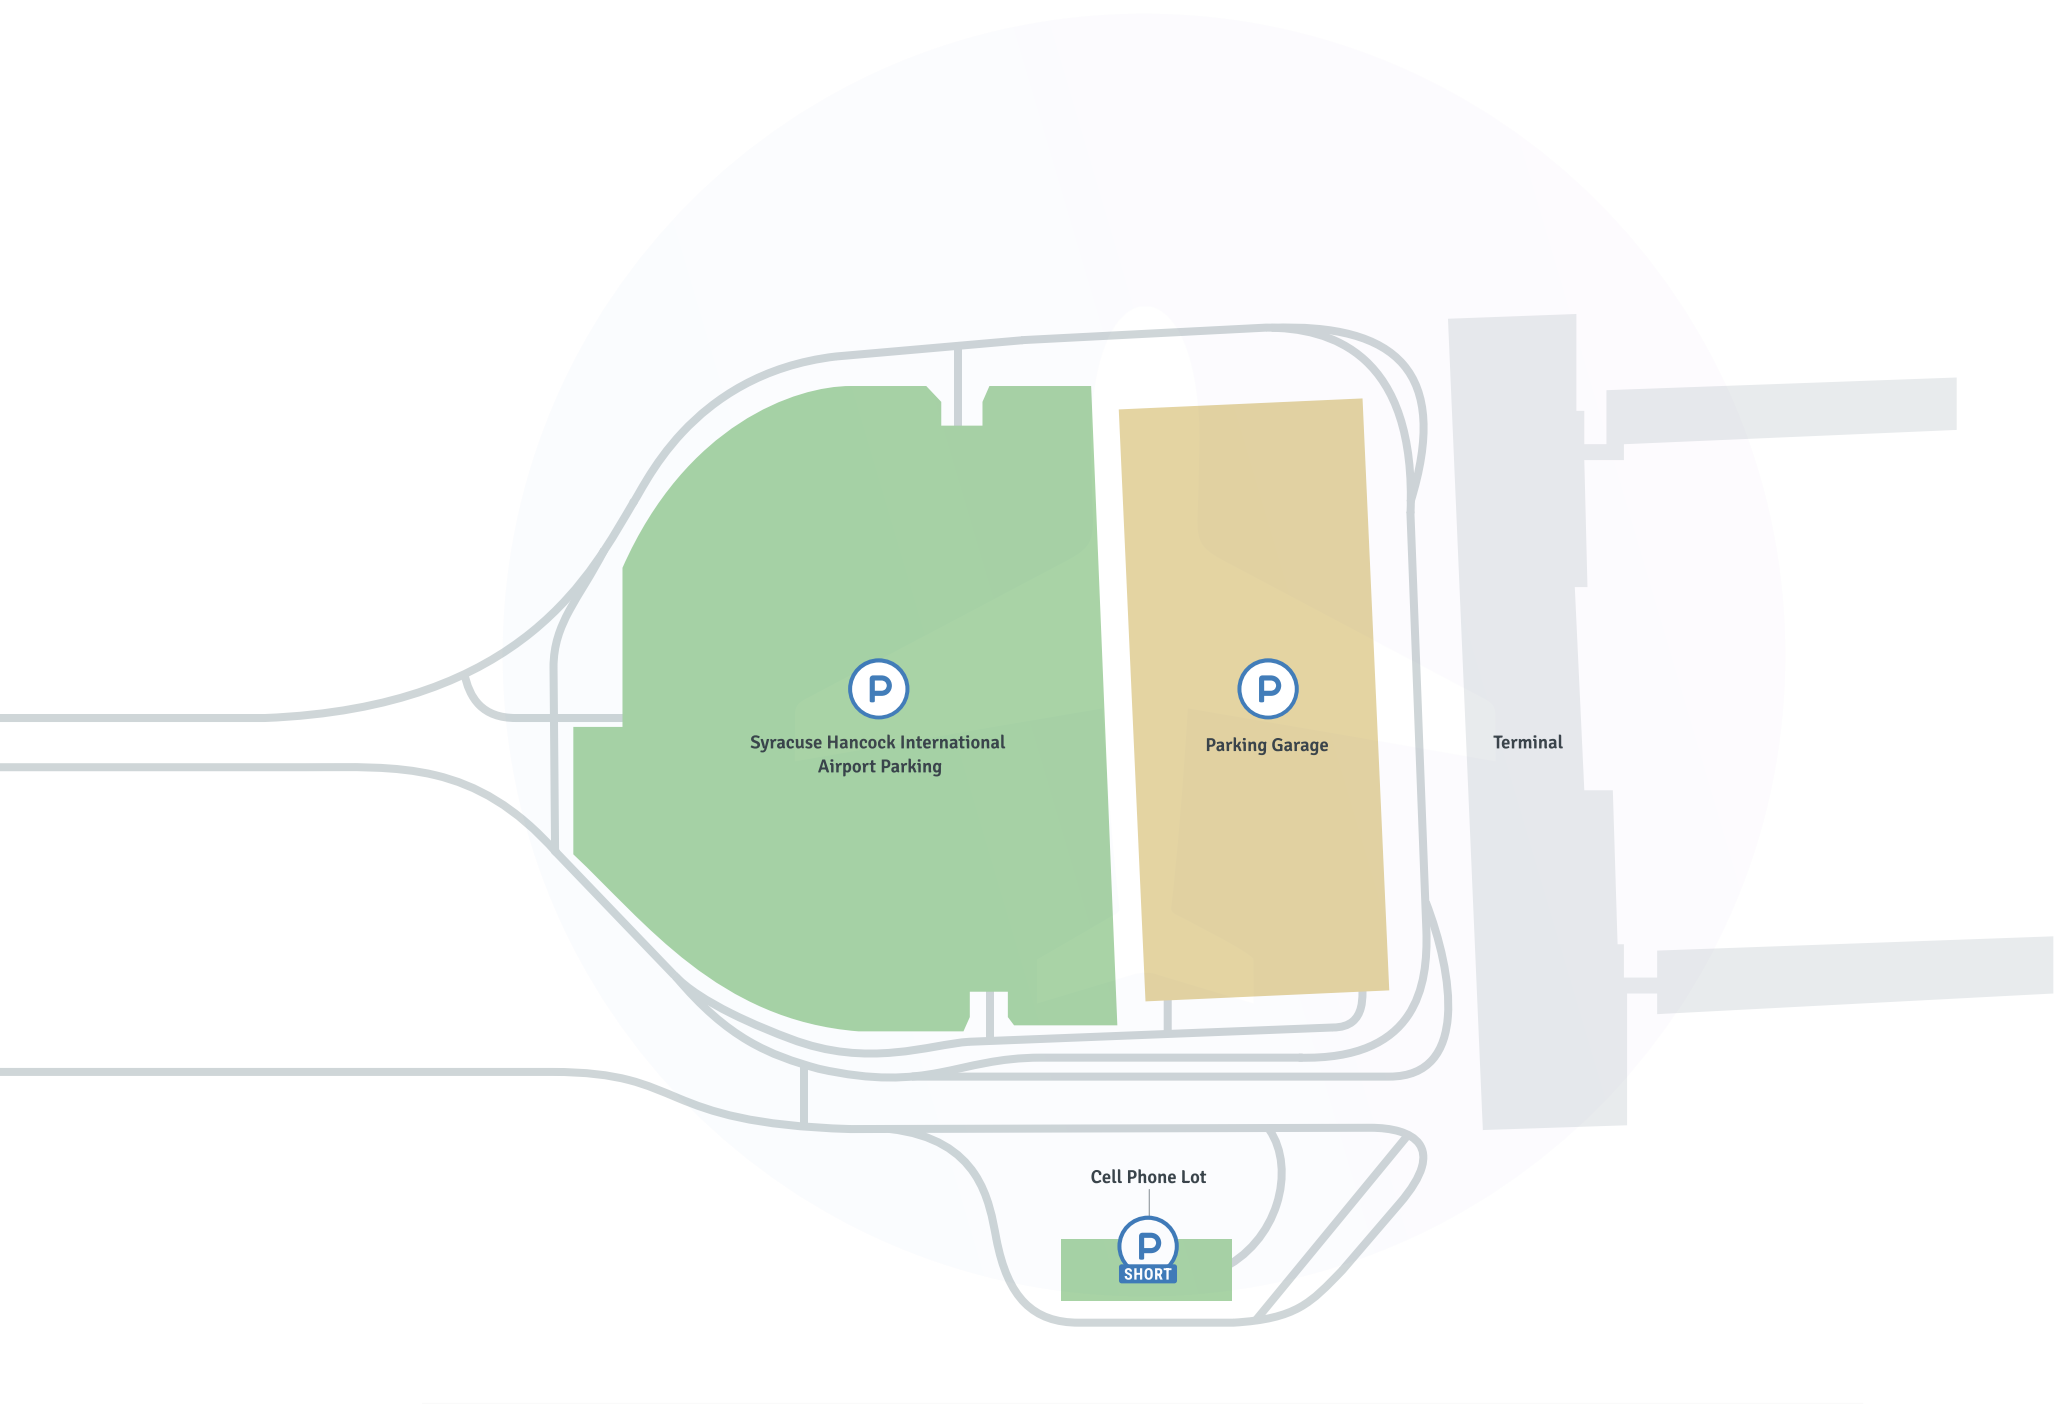 P
Syracuse Hancock International
Airport Parking
P
Parking Garage
Terminal
Cell Phone Lot
P
SHORT